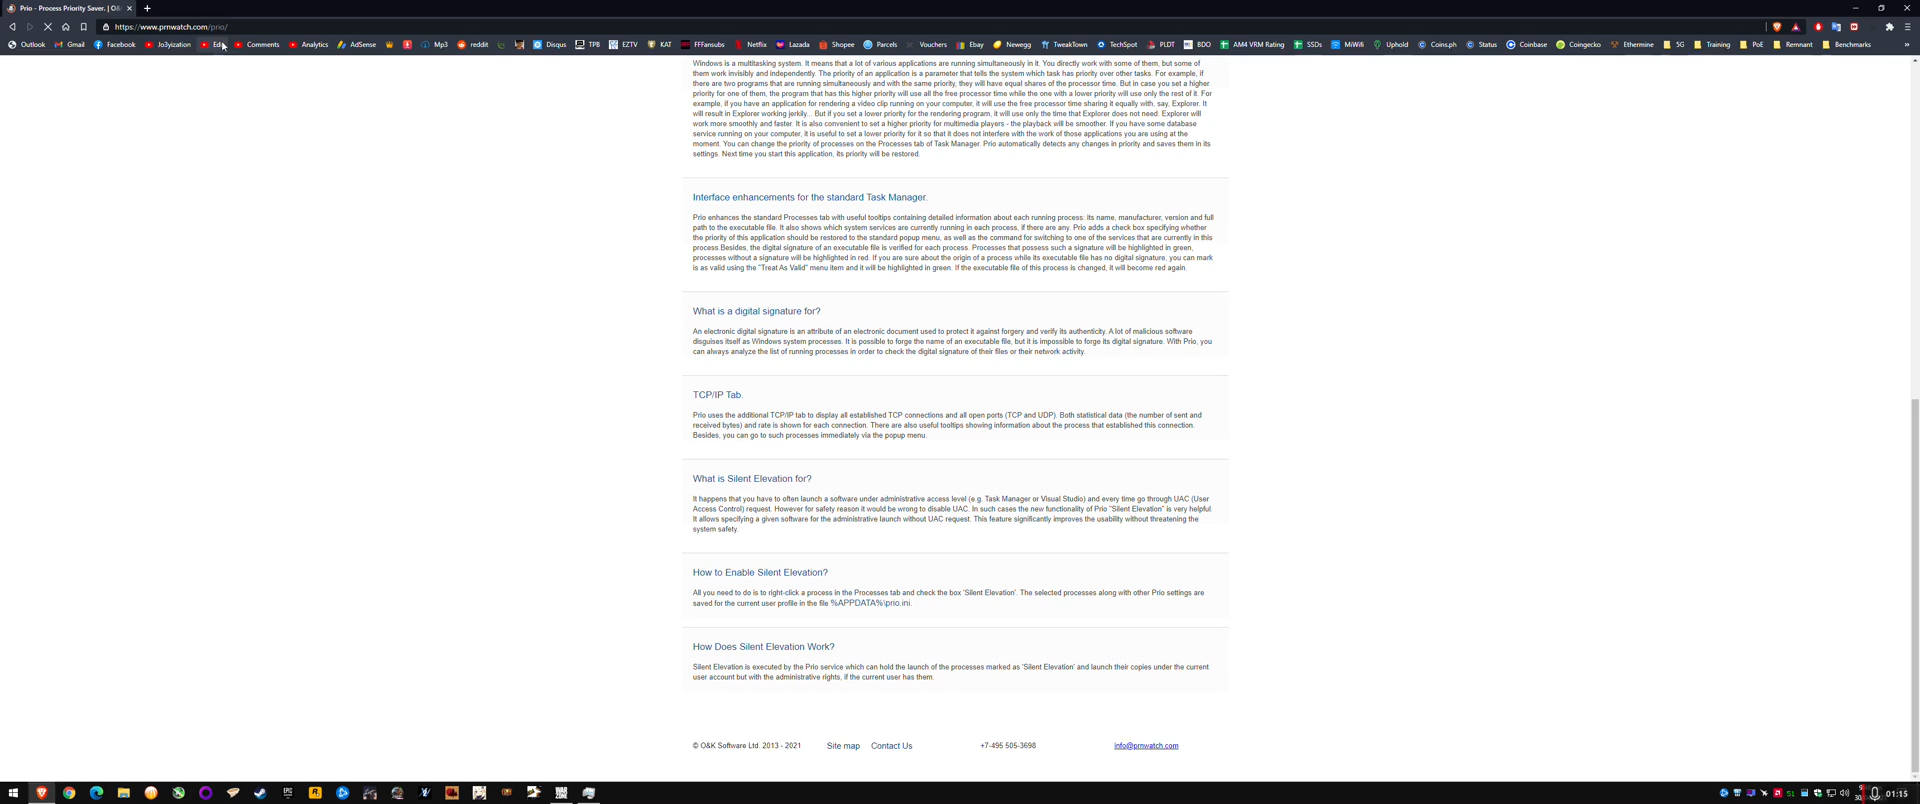 Prio - Process Priority Saver. | O&K
https://www.prnwatch.com/prio/
Outlook Gmail Facebook Jo3yization Comments Analytics AdSense Mp3 reddit Disqus TPB EZTV KAT FFFansubs Netflix Lazada Shopee Parcels Vouchers Ebay Newegg TweakTown TechSpot PLDT BDO AM4 VRM Rating SSDs MiWifi Uphold Coins.ph Status Coinbase Coingecko Ethermine 5G Training PoE Remnant Benchmarks »
Windows is a multitasking system. It means that a lot of various applications are running simultaneously in it. You directly work with some of them, but some of
them work invisibly and independently. The priority of an application is a parameter that tells the system which task has priority over other tasks. For example, if
there are two programs that are running simultaneously and with the same priority, they will have equal shares of the processor time. But in case you set a higher
priority for one of them, the program that has this higher priority will use all the free processor time while the one with a lower priority will use only the rest of it. For
example, if you have an application for rendering a video clip running on your computer, it will use the free processor time sharing it equally with, say, Explorer. It
will result in Explorer working jerkily... But if you set a lower priority for the rendering program, it will use only the time that Explorer does not need. Explorer will
work more smoothly and faster. It is also convenient to set a higher priority for multimedia players - the playback will be smoother. If you have some database
service running on your computer, it is useful to set a lower priority for it so that it does not interfere with the work of those applications you are using at the
moment. You can change the priority of processes on the Processes tab of Task Manager. Prio automatically detects any changes in priority and saves them in its
settings. Next time you start this application, its priority will be restored.
Interface enhancements for the standard Task Manager.
Prio enhances the standard Processes tab with useful tooltips containing detailed information about each running process: its name, manufacturer, version and full
path to the executable file. It also shows which system services are currently running in each process, if there are any. Prio adds a check box specifying whether
the priority of this application should be restored to the standard popup menu, as well as the command for switching to one of the services that are currently in this
process.Besides, the digital signature of an executable file is verified for each process. Processes that possess such a signature will be highlighted in green,
processes without a signature will be highlighted in red. If you are sure about the origin of a process while its executable file has no digital signature, you can mark
is as valid using the "Treat As Valid" menu item and it will be highlighted in green. If the executable file of this process is changed, it will become red again.
What is a digital signature for?
An electronic digital signature is an attribute of an electronic document used to protect it against forgery and verify its authenticity. A lot of malicious software
disguises itself as Windows system processes. It is possible to forge the name of an executable file, but it is impossible to forge its digital signature. With Prio, you
can always analyze the list of running processes in order to check the digital signature of their files or their network activity.
TCP/IP Tab.
Prio uses the additional TCP/IP tab to display all established TCP connections and all open ports (TCP and UDP). Both statistical data (the number of sent and
received bytes) and rate is shown for each connection. There are also useful tooltips showing information about the process that established this connection.
Besides, you can go to such processes immediately via the popup menu.
What is Silent Elevation for?
It happens that you have to often launch a software under administrative access level (e.g. Task Manager or Visual Studio) and every time go through UAC (User
Access Control) request. However for safety reason it would be wrong to disable UAC. In such cases the new functionality of Prio "Silent Elevation" is very helpful.
It allows specifying a given software for the administrative launch without UAC request. This feature significantly improves the usability without threatening the
system safety.
How to Enable Silent Elevation?
All you need to do is to right-click a process in the Processes tab and check the box 'Silent Elevation'. The selected processes along with other Prio settings are
saved for the current user profile in the file %APPDATA%\prio.ini.
How Does Silent Elevation Work?
Silent Elevation is executed by the Prio service which can hold the launch of the processes marked as 'Silent Elevation' and launch their copies under the current
user account but with the administrative rights, if the current user has them.
© O&K Software Ltd. 2013 - 2021 Site map Contact Us +7-495 505-3698 info@prnwatch.com
EPIC WAR ZONE 51 01:15